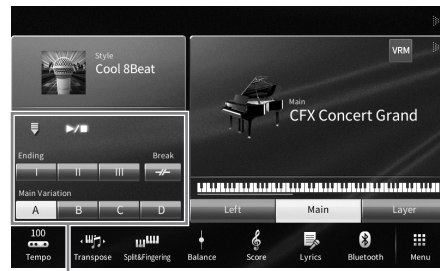 VRM
Style
Cool 8Beat
Main
CFX Concert Grand
Ending
Break
I
II
III
Main Variation
A
B
C
D
Left
Main
Layer
100
Tempo
Transpose
Split&Fingering
Balance
Score
Lyrics
Bluetooth
Menu